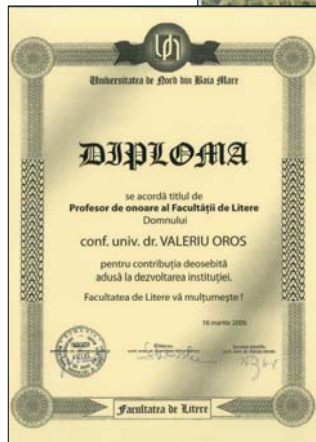 Universitatea de Nord din Baia Mare
DIPLOMA
se acordă titlul de
Profesor de onoare al Facultății de Litere
Domnului
conf. univ. dr. VALERIU OROS
pentru contribuția deosebită
adusă la dezvoltarea instituției.
Facultatea de Litere vă mulțumește !
16 martie 2006
Facultatea de Litere